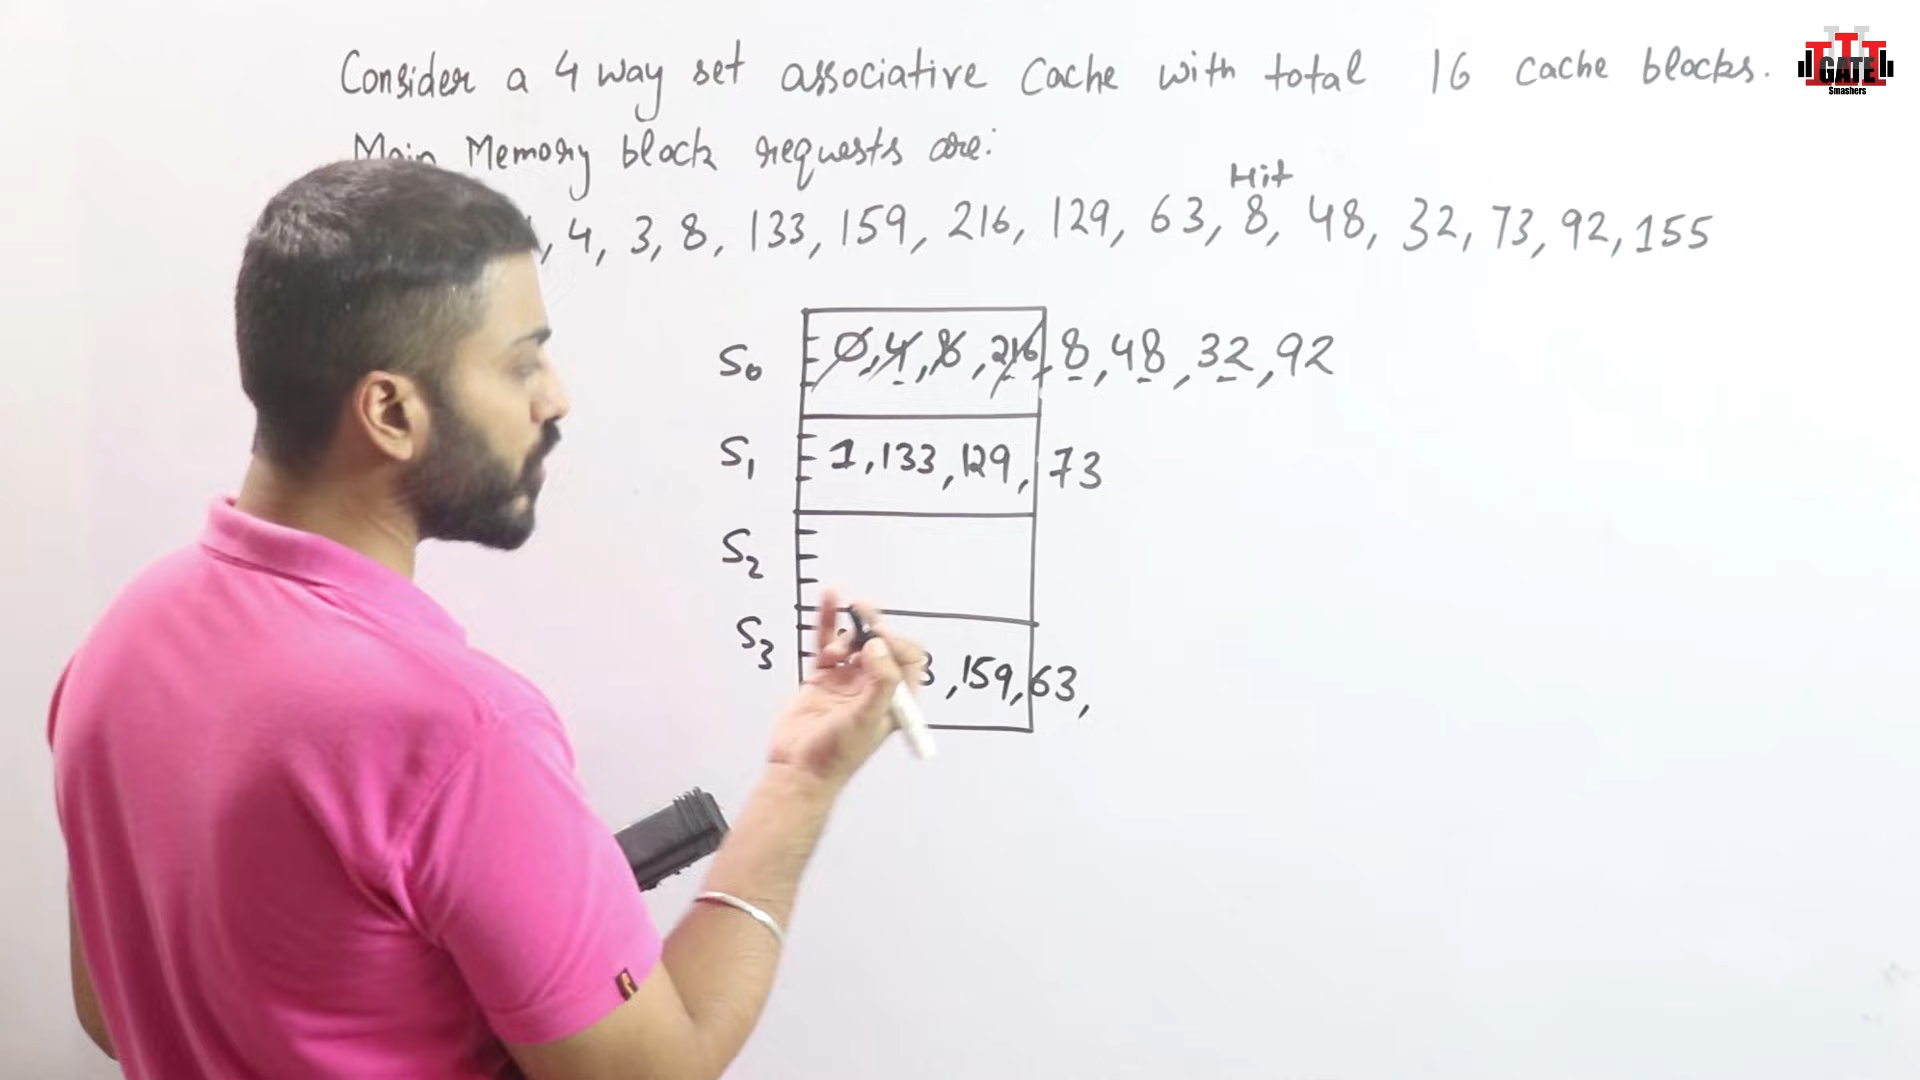 Consider a 4 way set associative Cache with total 16 cache blocks.
Main Memory block requests are:
Hit
, 4, 3, 8, 133, 159, 216, 129, 63, 8, 48, 32, 73, 92, 155
S0 0, 4, 8, 216, 8, 48, 32, 92
S1 1, 133, 129, 73
S2
S3 3, 159, 63,
GATE
Smashers